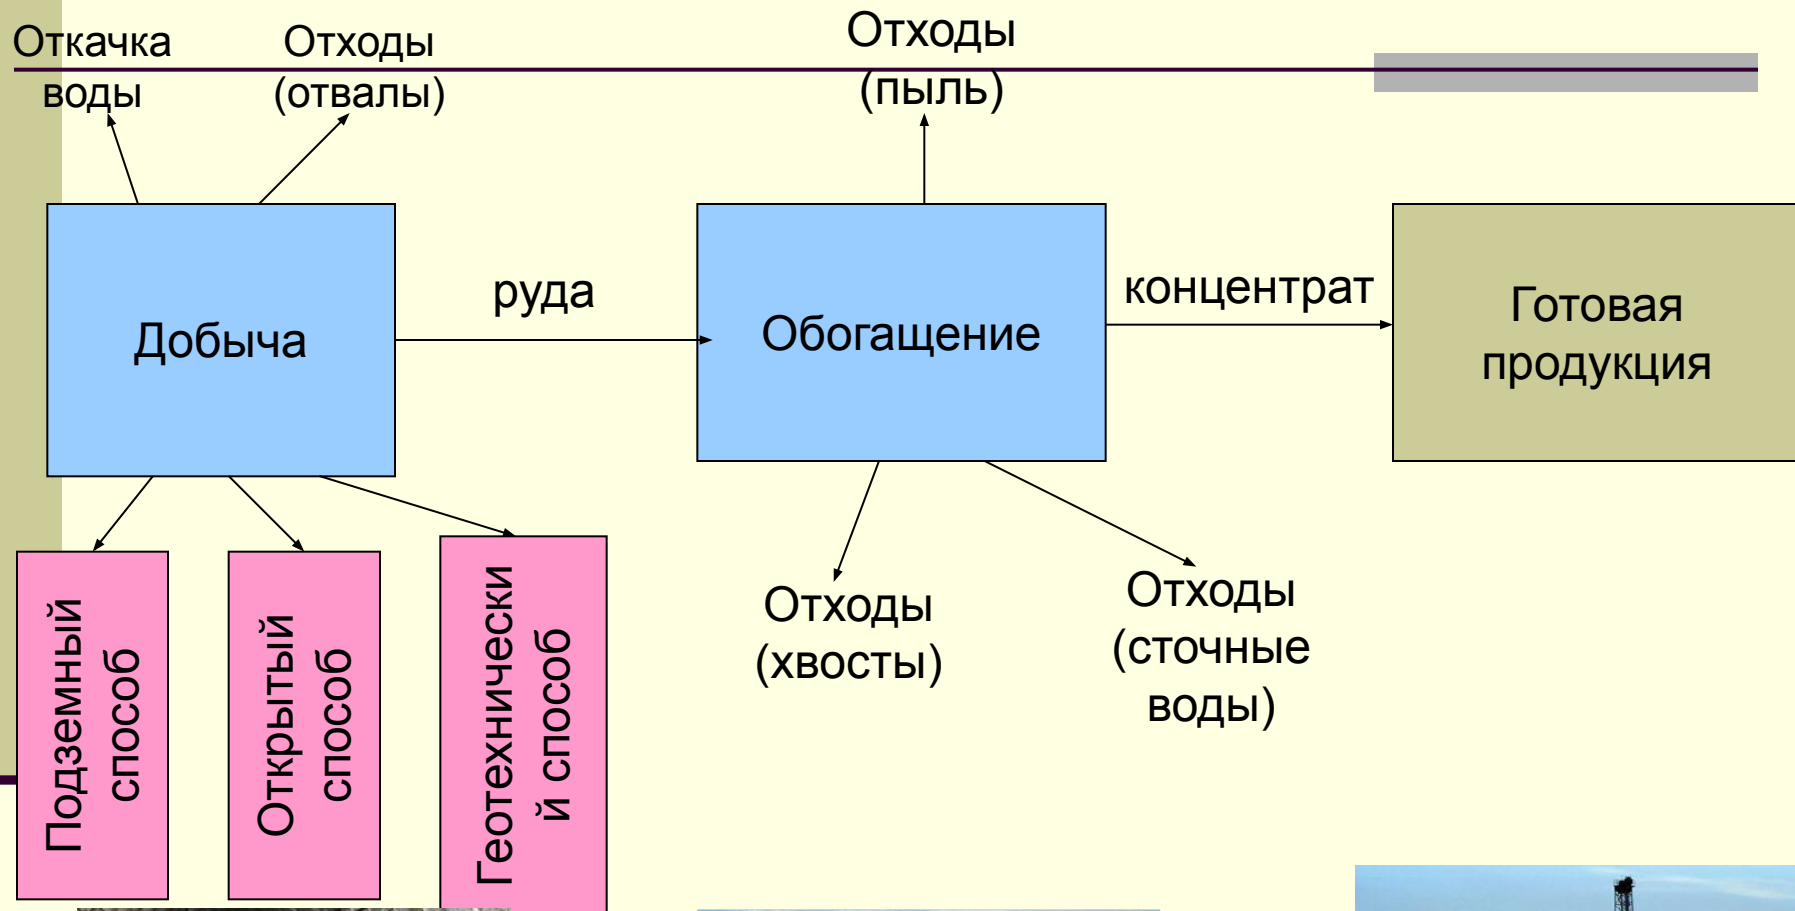 Откачка
воды
Отходы
(отвалы)
Отходы
(пыль)
Добыча
руда
Обогащение
концентрат
Готовая
продукция
Подземный
способ
Открытый
способ
Геотехнически
й способ
Отходы
(хвосты)
Отходы
(сточные
воды)